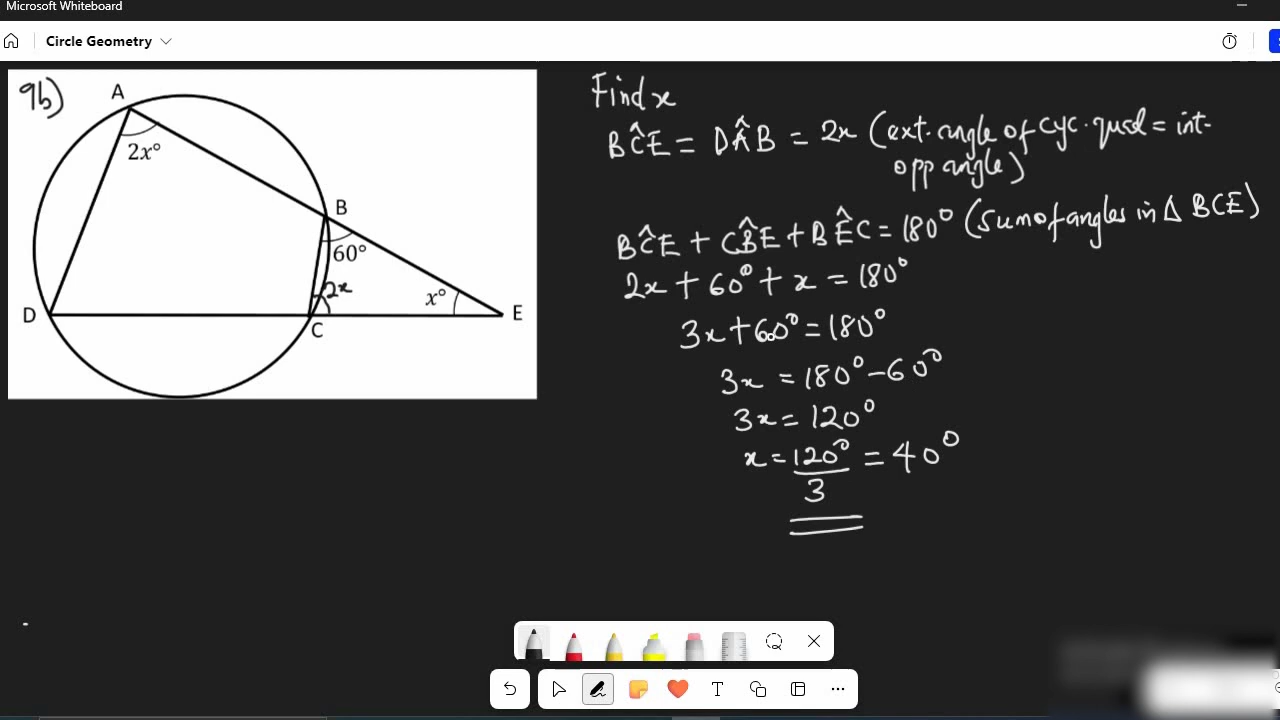 Microsoft Whiteboard
Circle Geometry
9b)
A
2x°
B
60°
2x
x°
D
C
E
Find x
BĈE = DÂB = 2x (ext. angle of cyc. quad = int.
opp angle)
BĈE + CB̂E + BÊC = 180° (Sum of angles in Δ BCE)
2x + 60° + x = 180°
3x + 60° = 180°
3x = 180° - 60°
3x = 120°
x = 120°/3 = 40°
T